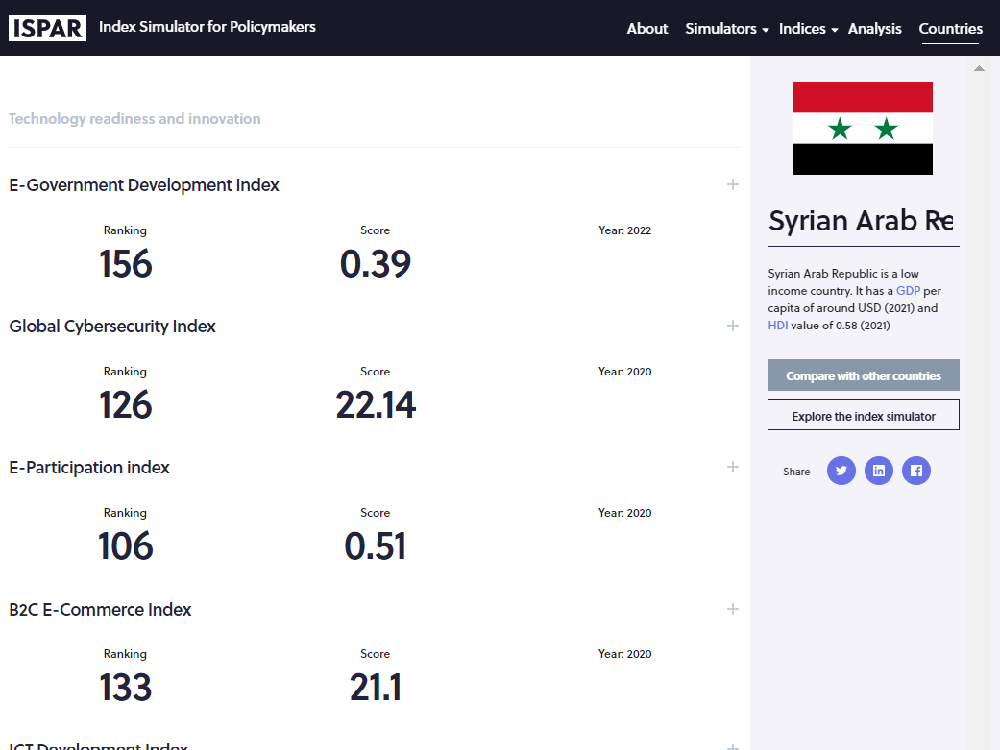 ISPAR Index Simulator for Policymakers
About Simulators Indices Analysis Countries
Technology readiness and innovation
E-Government Development Index
Ranking Score Year: 2022
156 0.39
Global Cybersecurity Index
Ranking Score Year: 2020
126 22.14
E-Participation index
Ranking Score Year: 2020
106 0.51
B2C E-Commerce Index
Ranking Score Year: 2020
133 21.1
ICT Development Index
Syrian Arab Re
Syrian Arab Republic is a low
income country. It has a GDP per
capita of around USD (2021) and
HDI value of 0.58 (2021)
Compare with other countries
Explore the index simulator
Share